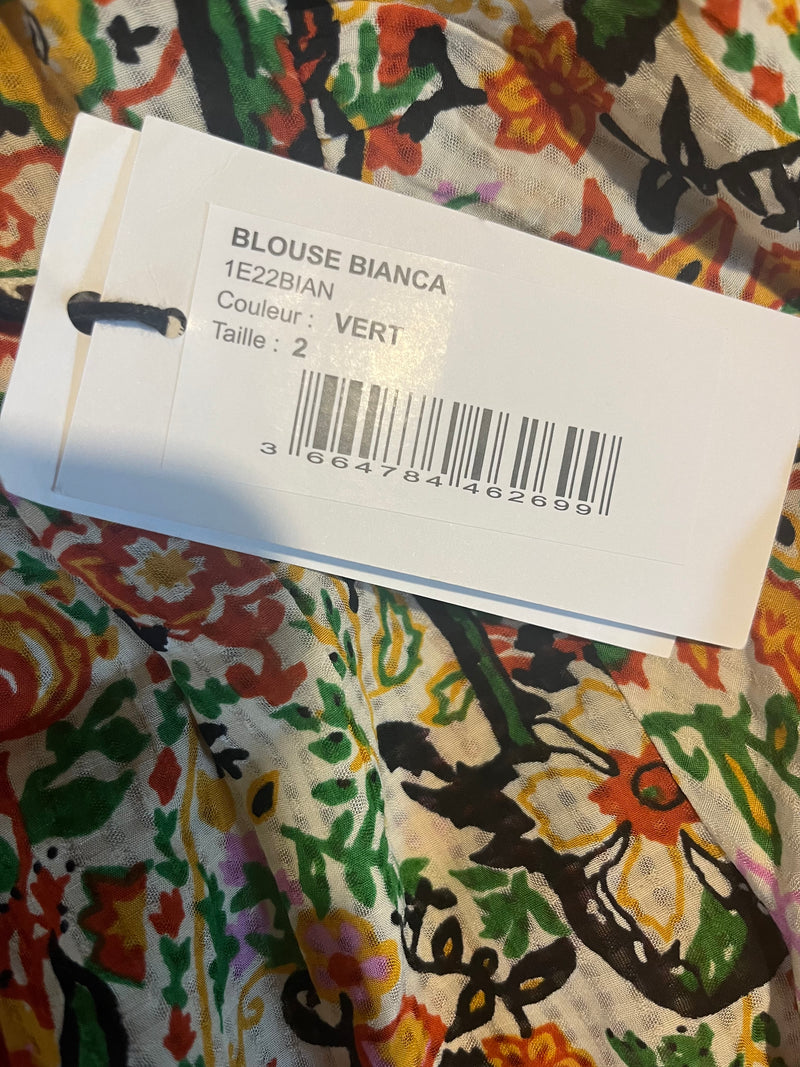 BLOUSE BIANCA
1E22BIAN
Couleur : VERT
Taille : 2
3 664784 462699